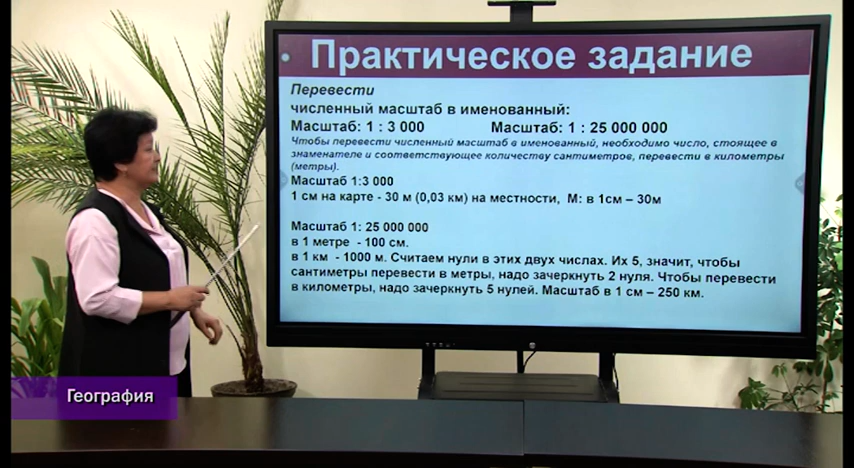 Практическое задание
Перевести
численный масштаб в именованный:
Масштаб: 1 : 3 000 Масштаб: 1 : 25 000 000
Чтобы перевести численный масштаб в именованный, необходимо число, стоящее в
знаменателе и соответствующее количеству сантиметров, перевести в километры
(метры).
Масштаб 1:3 000
1 см на карте - 30 м (0,03 км) на местности, М: в 1см – 30м
Масштаб 1: 25 000 000
в 1 метре - 100 см.
в 1 км - 1000 м. Считаем нули в этих двух числах. Их 5, значит, чтобы
сантиметры перевести в метры, надо зачеркнуть 2 нуля. Чтобы перевести
в километры, надо зачеркнуть 5 нулей. Масштаб в 1 см – 250 км.
География